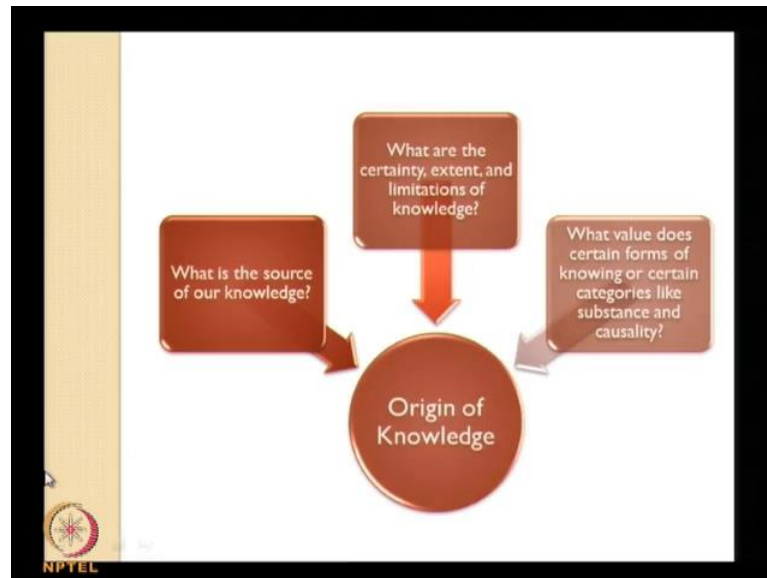 What are the
certainty, extent, and
limitations of
knowledge?
What is the source
of our knowledge?
What value does
certain forms of
knowing or certain
categories like
substance and
causality?
Origin of
Knowledge
NPTEL